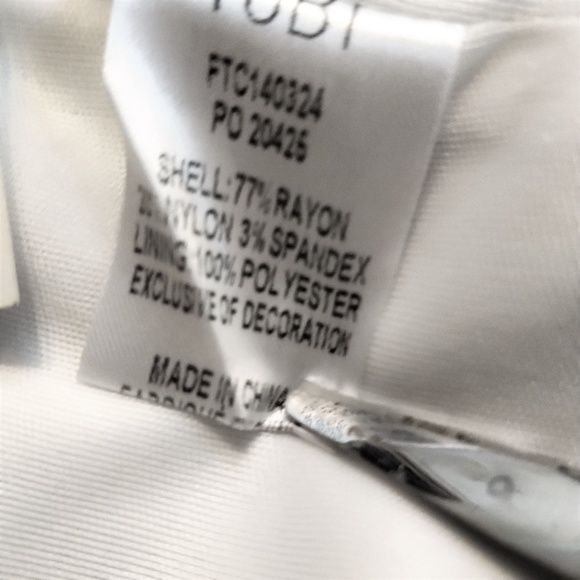 TOBI
FTC140324
PO 20425
SHELL:77% RAYON
20% NYLON 3% SPANDEX
LINING 100% POLYESTER
EXCLUSIVE OF DECORATION
MADE IN CHINA